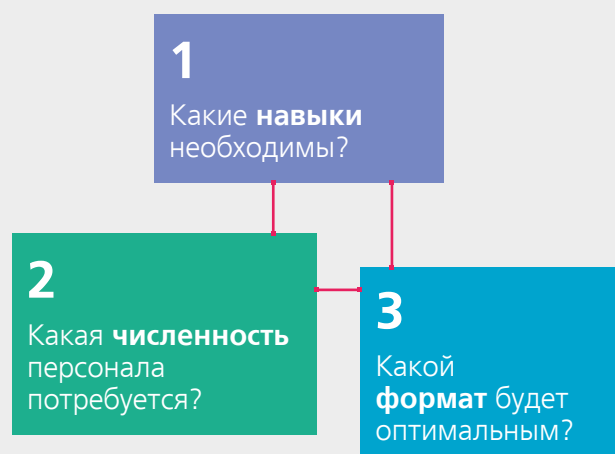 1
Какие навыки
необходимы?
2
Какая численность
персонала
потребуется?
3
Какой
формат будет
оптимальным?